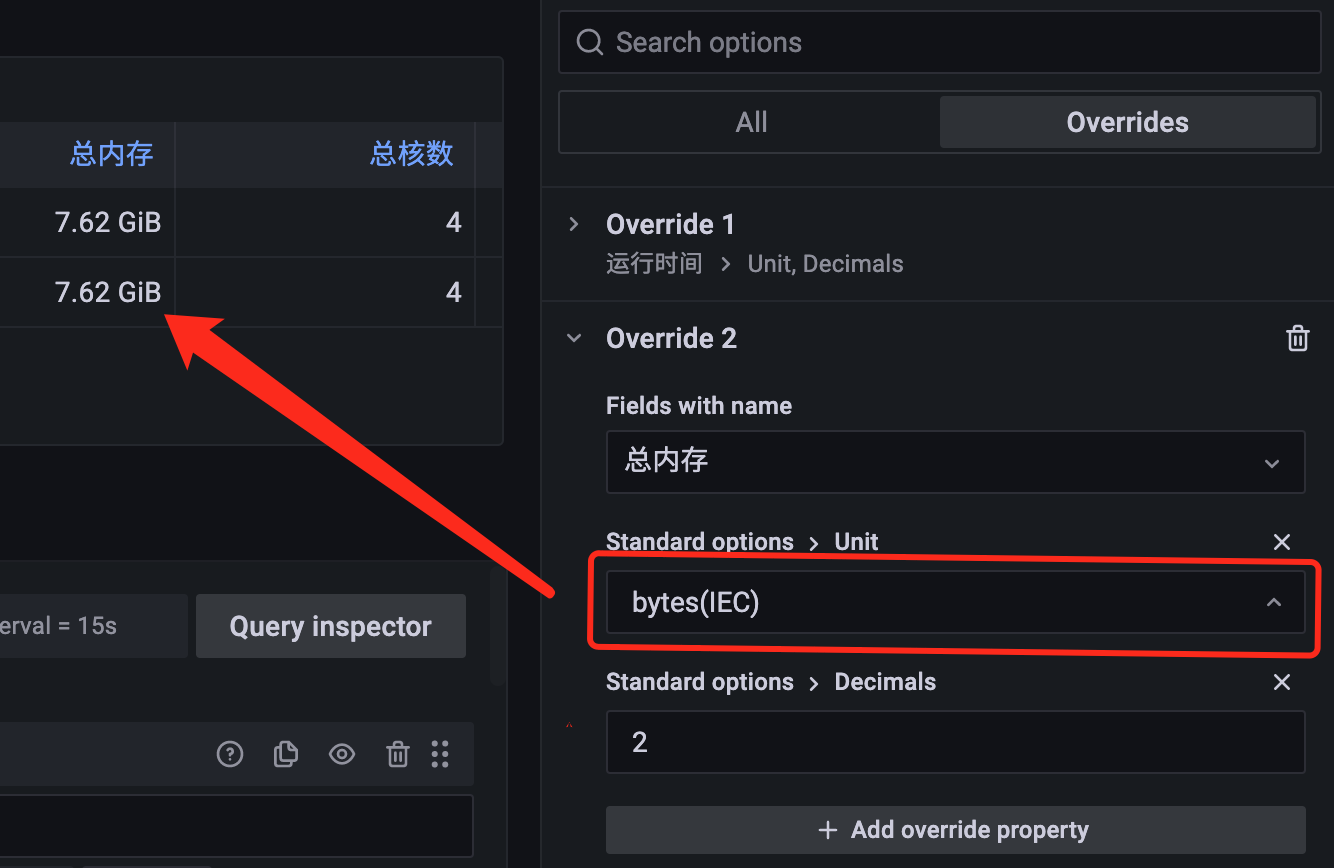 Search options
All
Overrides
总内存
总核数
7.62 GiB
4
7.62 GiB
4
Override 1
运行时间 > Unit, Decimals
Override 2
Fields with name
总内存
Standard options > Unit
bytes(IEC)
erval = 15s
Query inspector
Standard options > Decimals
2
+ Add override property